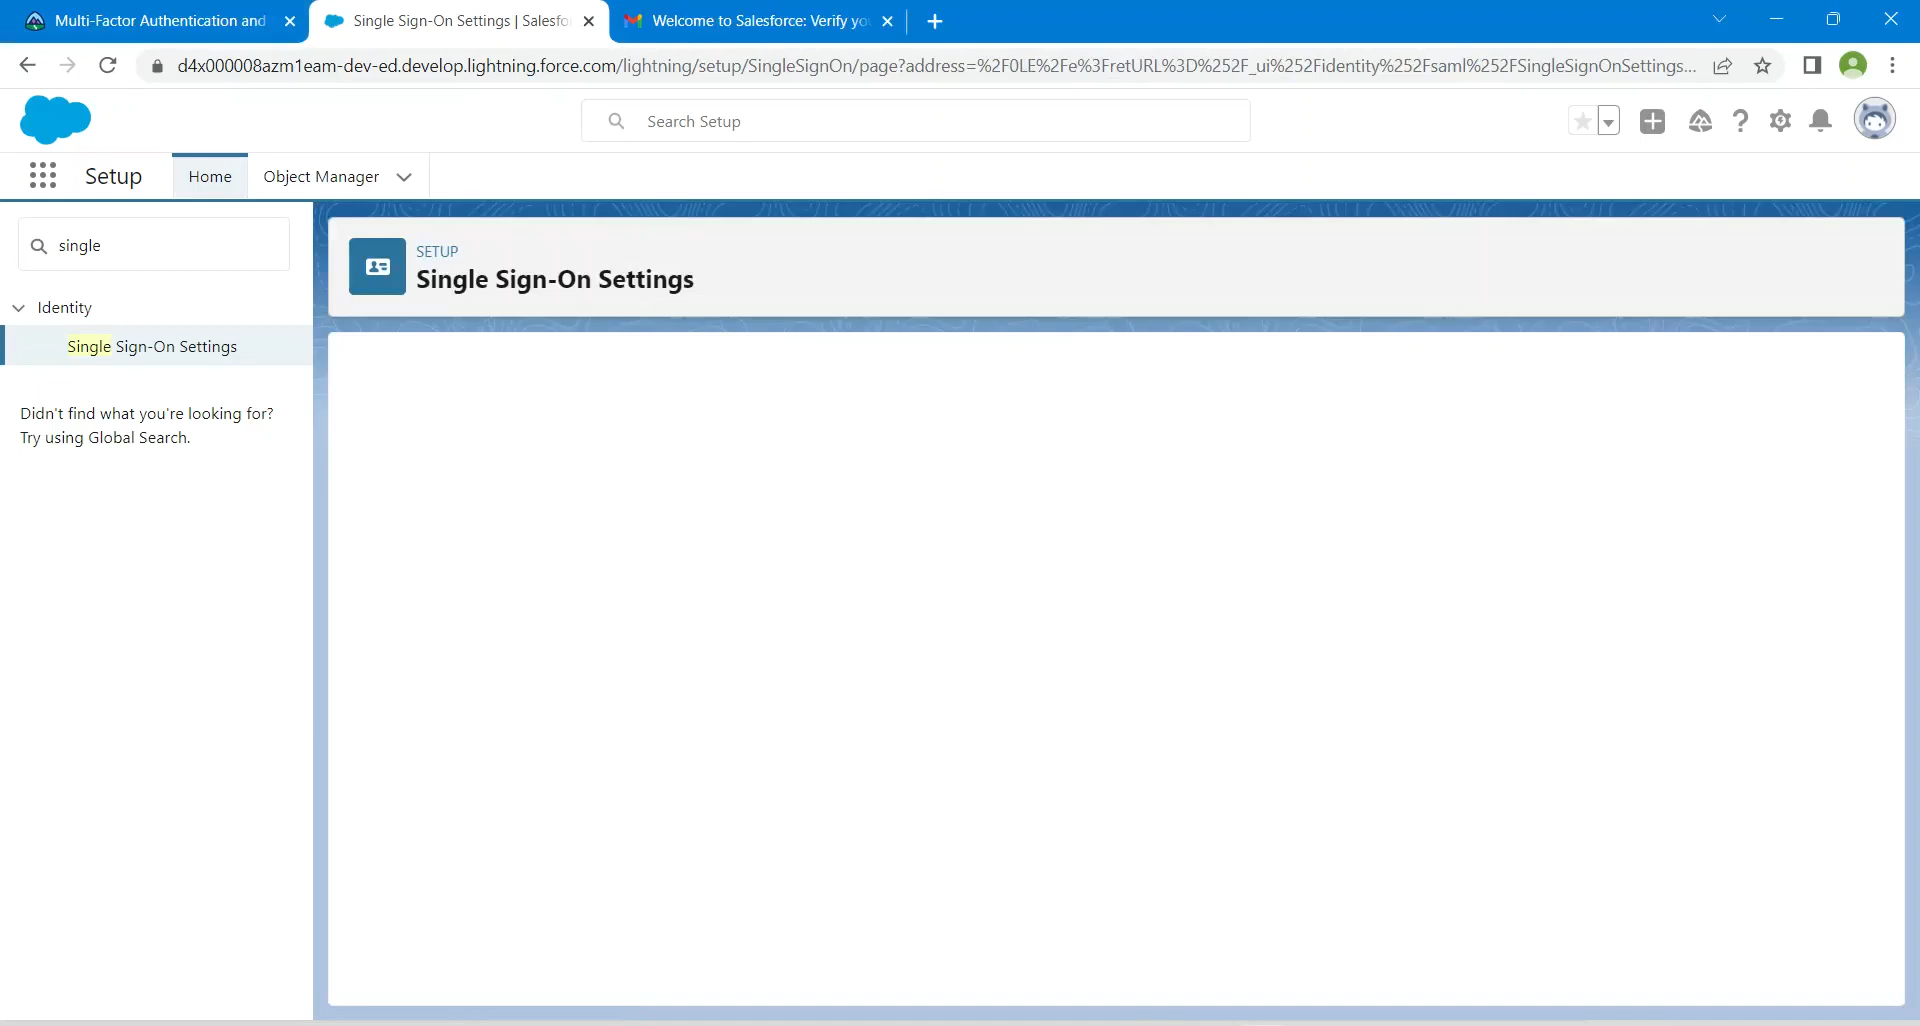 Multi-Factor Authentication and
Single Sign-On Settings | Salesfo
Welcome to Salesforce: Verify yo
d4x000008azm1eam-dev-ed.develop.lightning.force.com/lightning/setup/SingleSignOn/page?address=%2F0LE%2Fe%3FretURL%3D%252F_ui%252Fidentity%252Fsaml%252FSingleSignOnSettings...
Search Setup
Setup
Home
Object Manager
single
Identity
Single Sign-On Settings
Didn't find what you're looking for?
Try using Global Search.
SETUP
Single Sign-On Settings